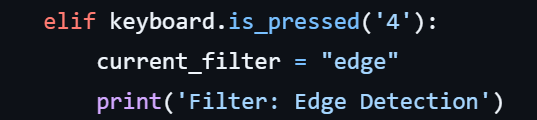 elif keyboard.is_pressed('4'):
    current_filter = "edge"
    print('Filter: Edge Detection')